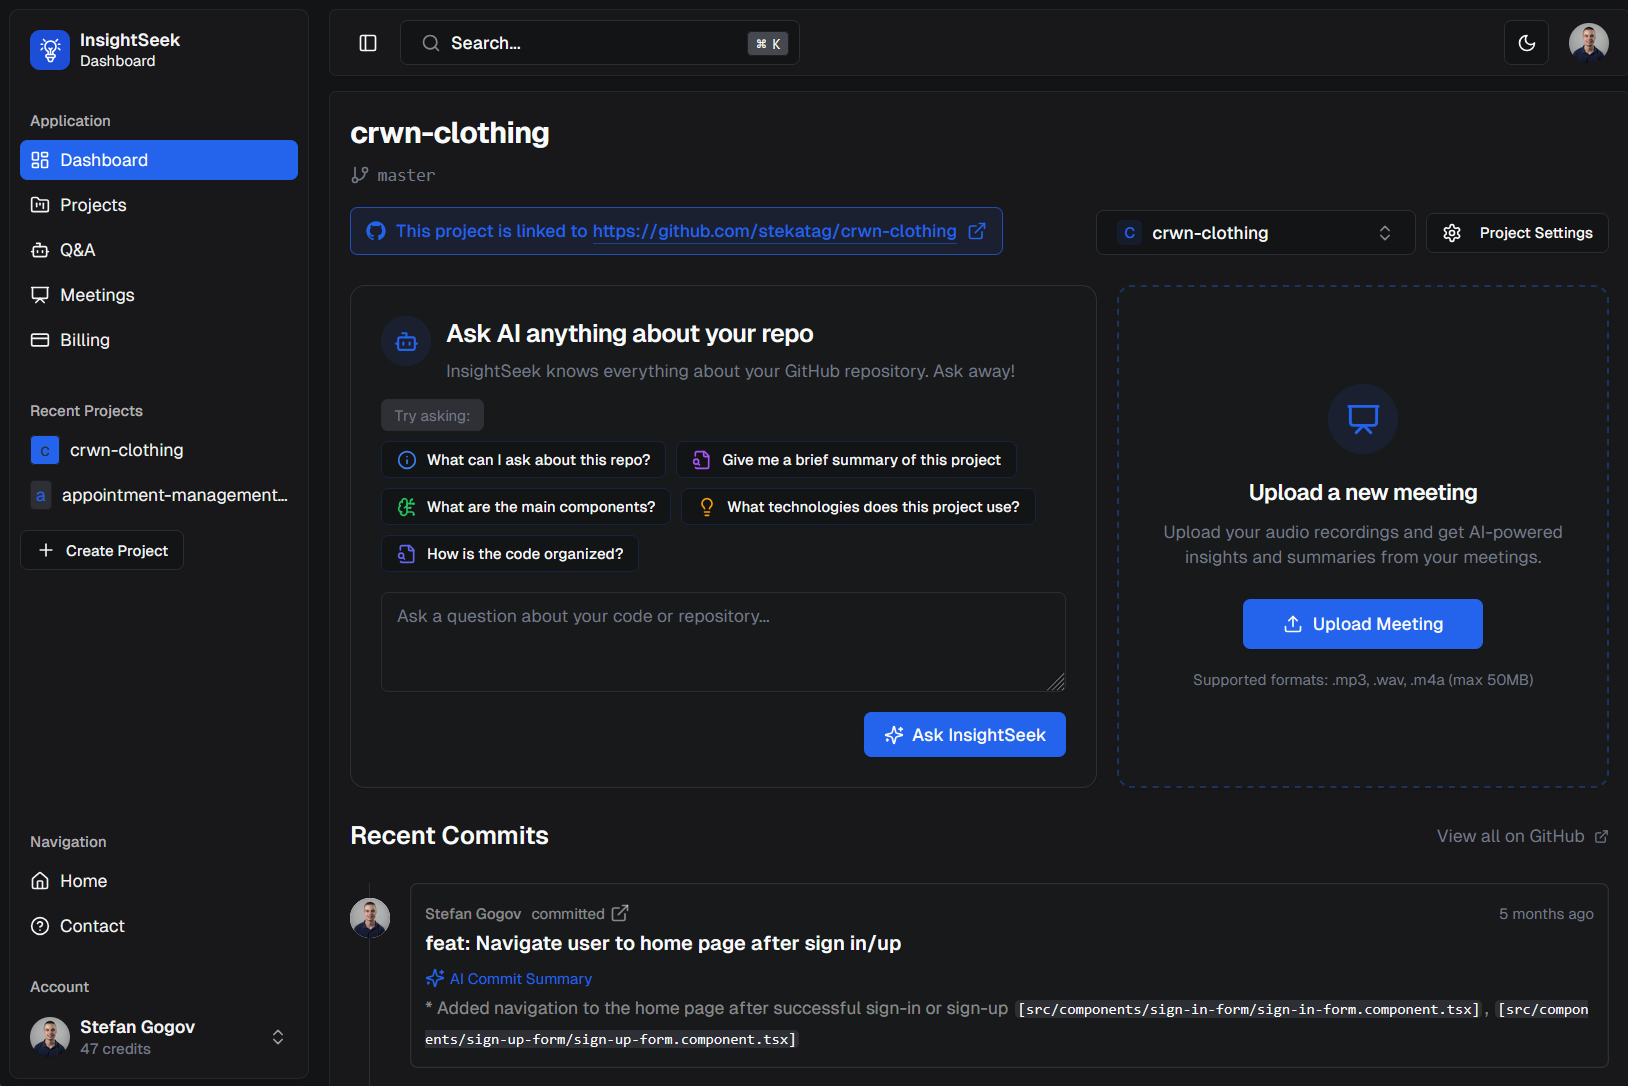 InsightSeek
Dashboard
Application
Dashboard
Projects
Q&A
Meetings
Billing
Recent Projects
c crwn-clothing
a appointment-management...
Create Project
Navigation
Home
Contact
Account
Stefan Gogov
47 credits
Search...
⌘ K
crwn-clothing
master
This project is linked to https://github.com/stekatag/crwn-clothing
C crwn-clothing
Project Settings
Ask AI anything about your repo
InsightSeek knows everything about your GitHub repository. Ask away!
Try asking:
What can I ask about this repo?
Give me a brief summary of this project
What are the main components?
What technologies does this project use?
How is the code organized?
Ask a question about your code or repository...
Ask InsightSeek
Upload a new meeting
Upload your audio recordings and get AI-powered
insights and summaries from your meetings.
Upload Meeting
Supported formats: .mp3, .wav, .m4a (max 50MB)
Recent Commits
View all on GitHub
Stefan Gogov committed
5 months ago
feat: Navigate user to home page after sign in/up
AI Commit Summary
* Added navigation to the home page after successful sign-in or sign-up [src/components/sign-in-form/sign-in-form.component.tsx], [src/compon
ents/sign-up-form/sign-up-form.component.tsx]